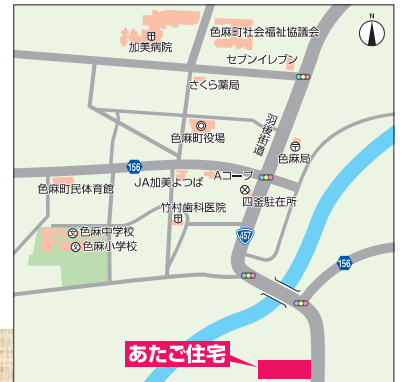 N
加美病院
色麻町社会福祉協議会
セブンイレブン
さくら薬局
羽後街道
色麻町役場
色麻局
156
JA加美よつば
Aコープ
色麻町民体育館
四釜駐在所
竹村歯科医院
457
色麻中学校
色麻小学校
156
あたご住宅